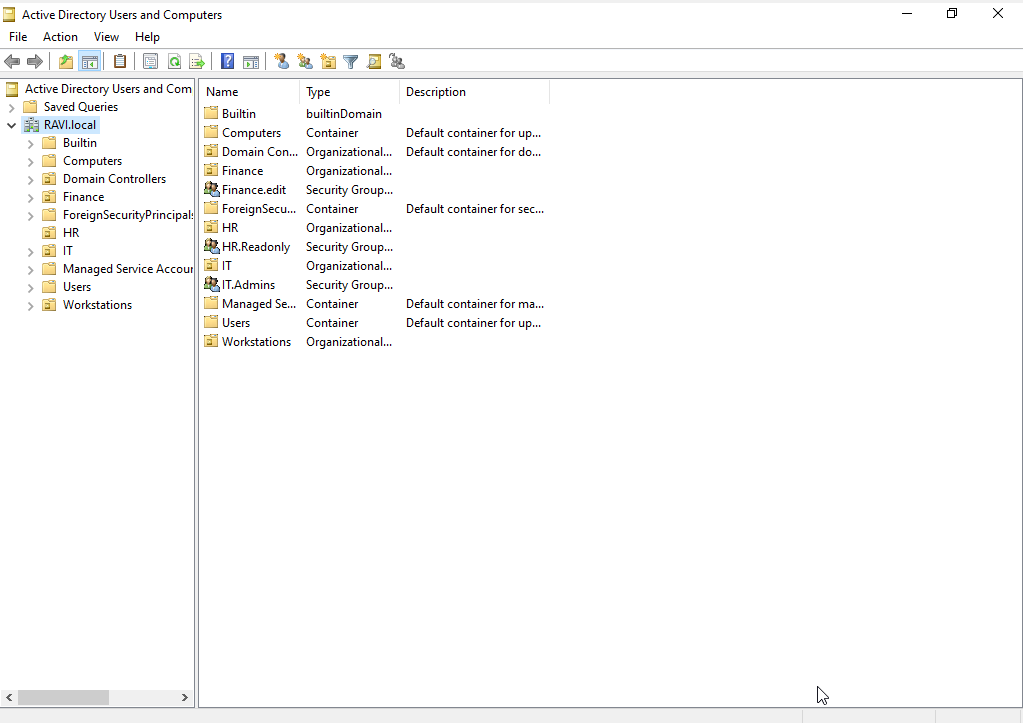 Active Directory Users and Computers
File Action View Help
Active Directory Users and Com
Saved Queries
RAVI.local
Builtin
Computers
Domain Controllers
Finance
ForeignSecurityPrincipals
HR
IT
Managed Service Accour
Users
Workstations
Name Type Description
Builtin builtinDomain
Computers Container Default container for up...
Domain Con... Organizational... Default container for do...
Finance Organizational...
Finance.edit Security Group...
ForeignSecu... Container Default container for sec...
HR Organizational...
HR.Readonly Security Group...
IT Organizational...
IT.Admins Security Group...
Managed Se... Container Default container for ma...
Users Container Default container for up...
Workstations Organizational...